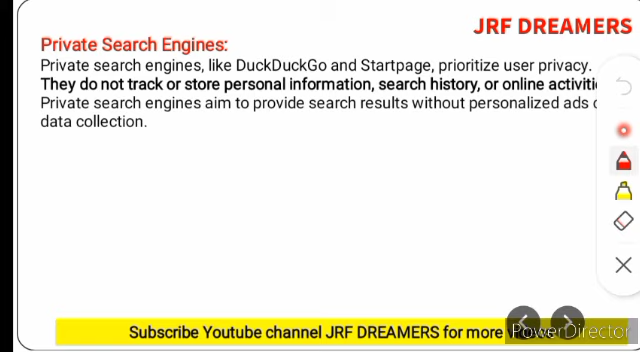 JRF DREAMERS
Private Search Engines:
Private search engines, like DuckDuckGo and Startpage, prioritize user privacy.
They do not track or store personal information, search history, or online activiti
Private search engines aim to provide search results without personalized ads
data collection.
Subscribe Youtube channel JRF DREAMERS for more
PowerDirector